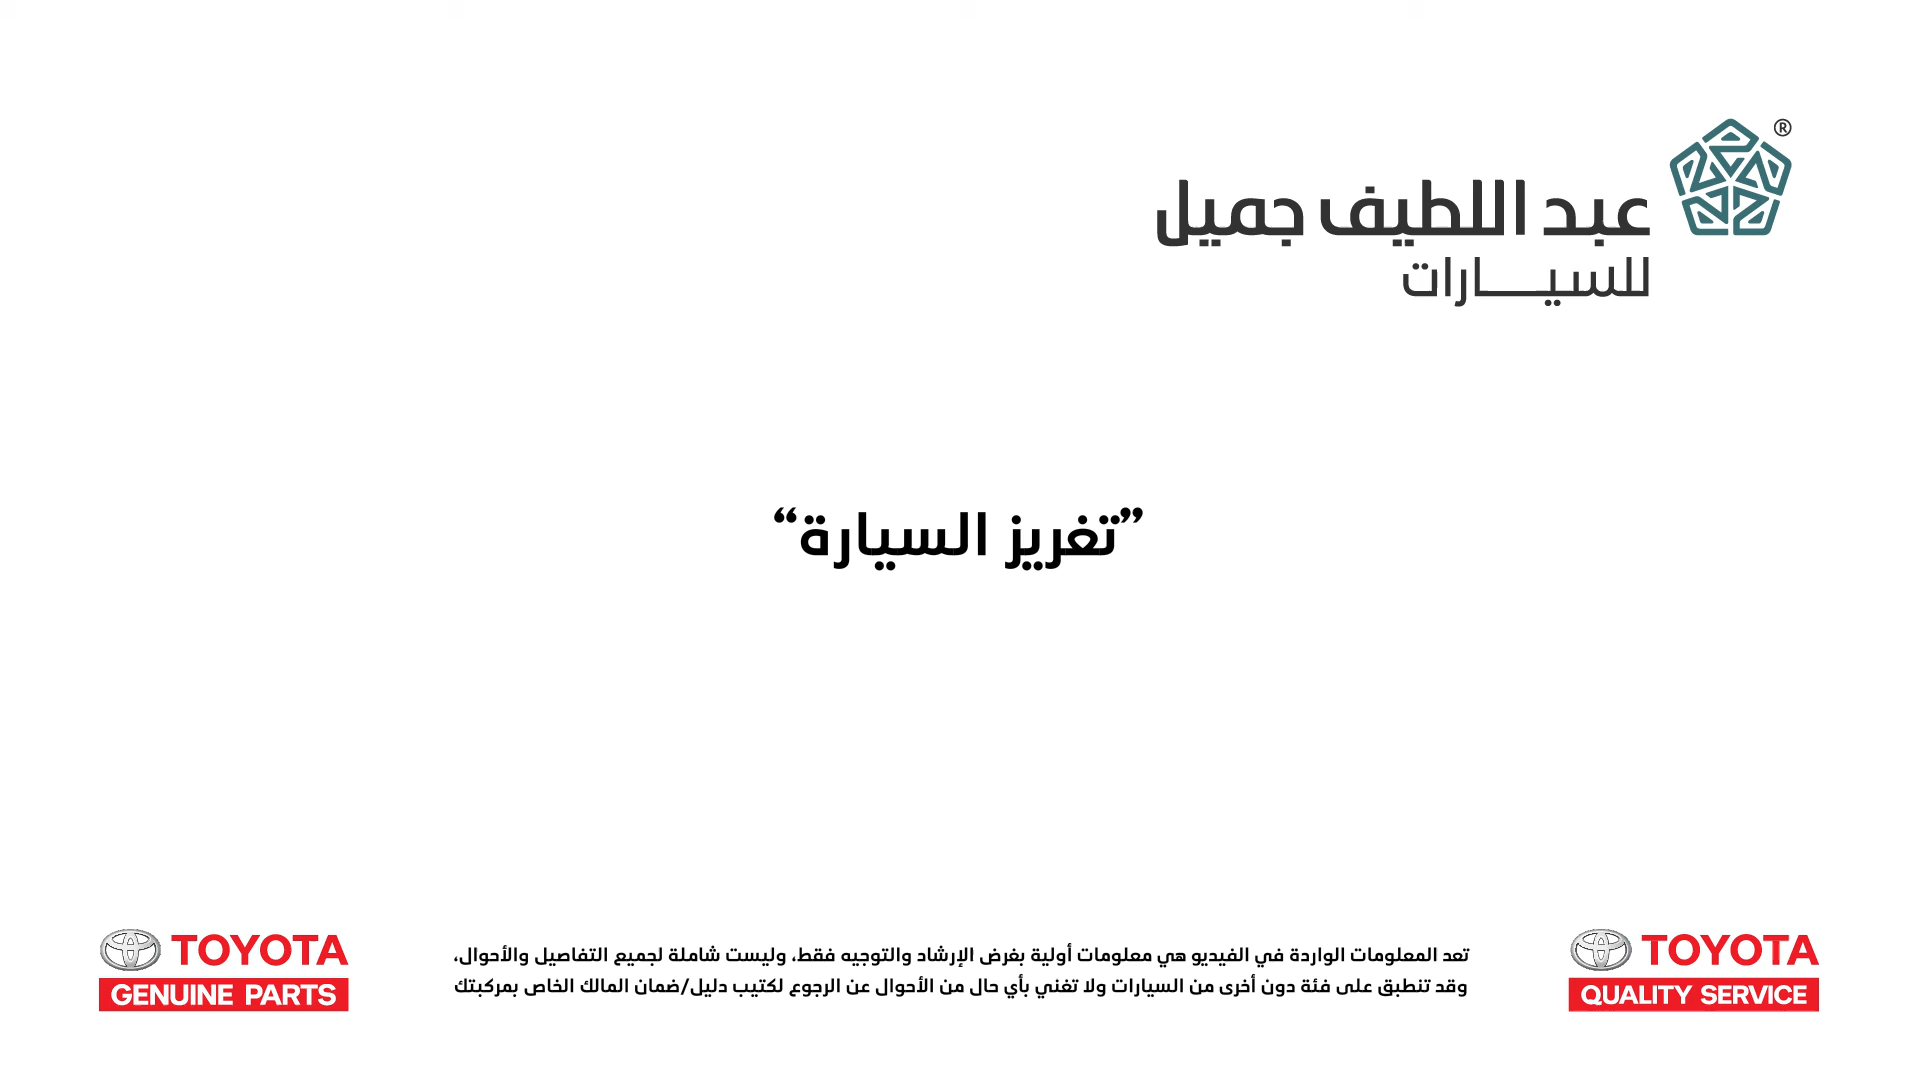 ®
عبد اللطيف جميل
للسيـــارات
”تغريز السيارة“
TOYOTA
GENUINE PARTS
تعد المعلومات الواردة في الفيديو هي معلومات أولية بغرض الإرشاد والتوجيه فقط، وليست شاملة لجميع التفاصيل والأحوال،
وقد تنطبق على فئة دون أخرى من السيارات ولا تغني بأي حال من الأحوال عن الرجوع لكتيب دليل/ضمان المالك الخاص بمركبتك
TOYOTA
QUALITY SERVICE